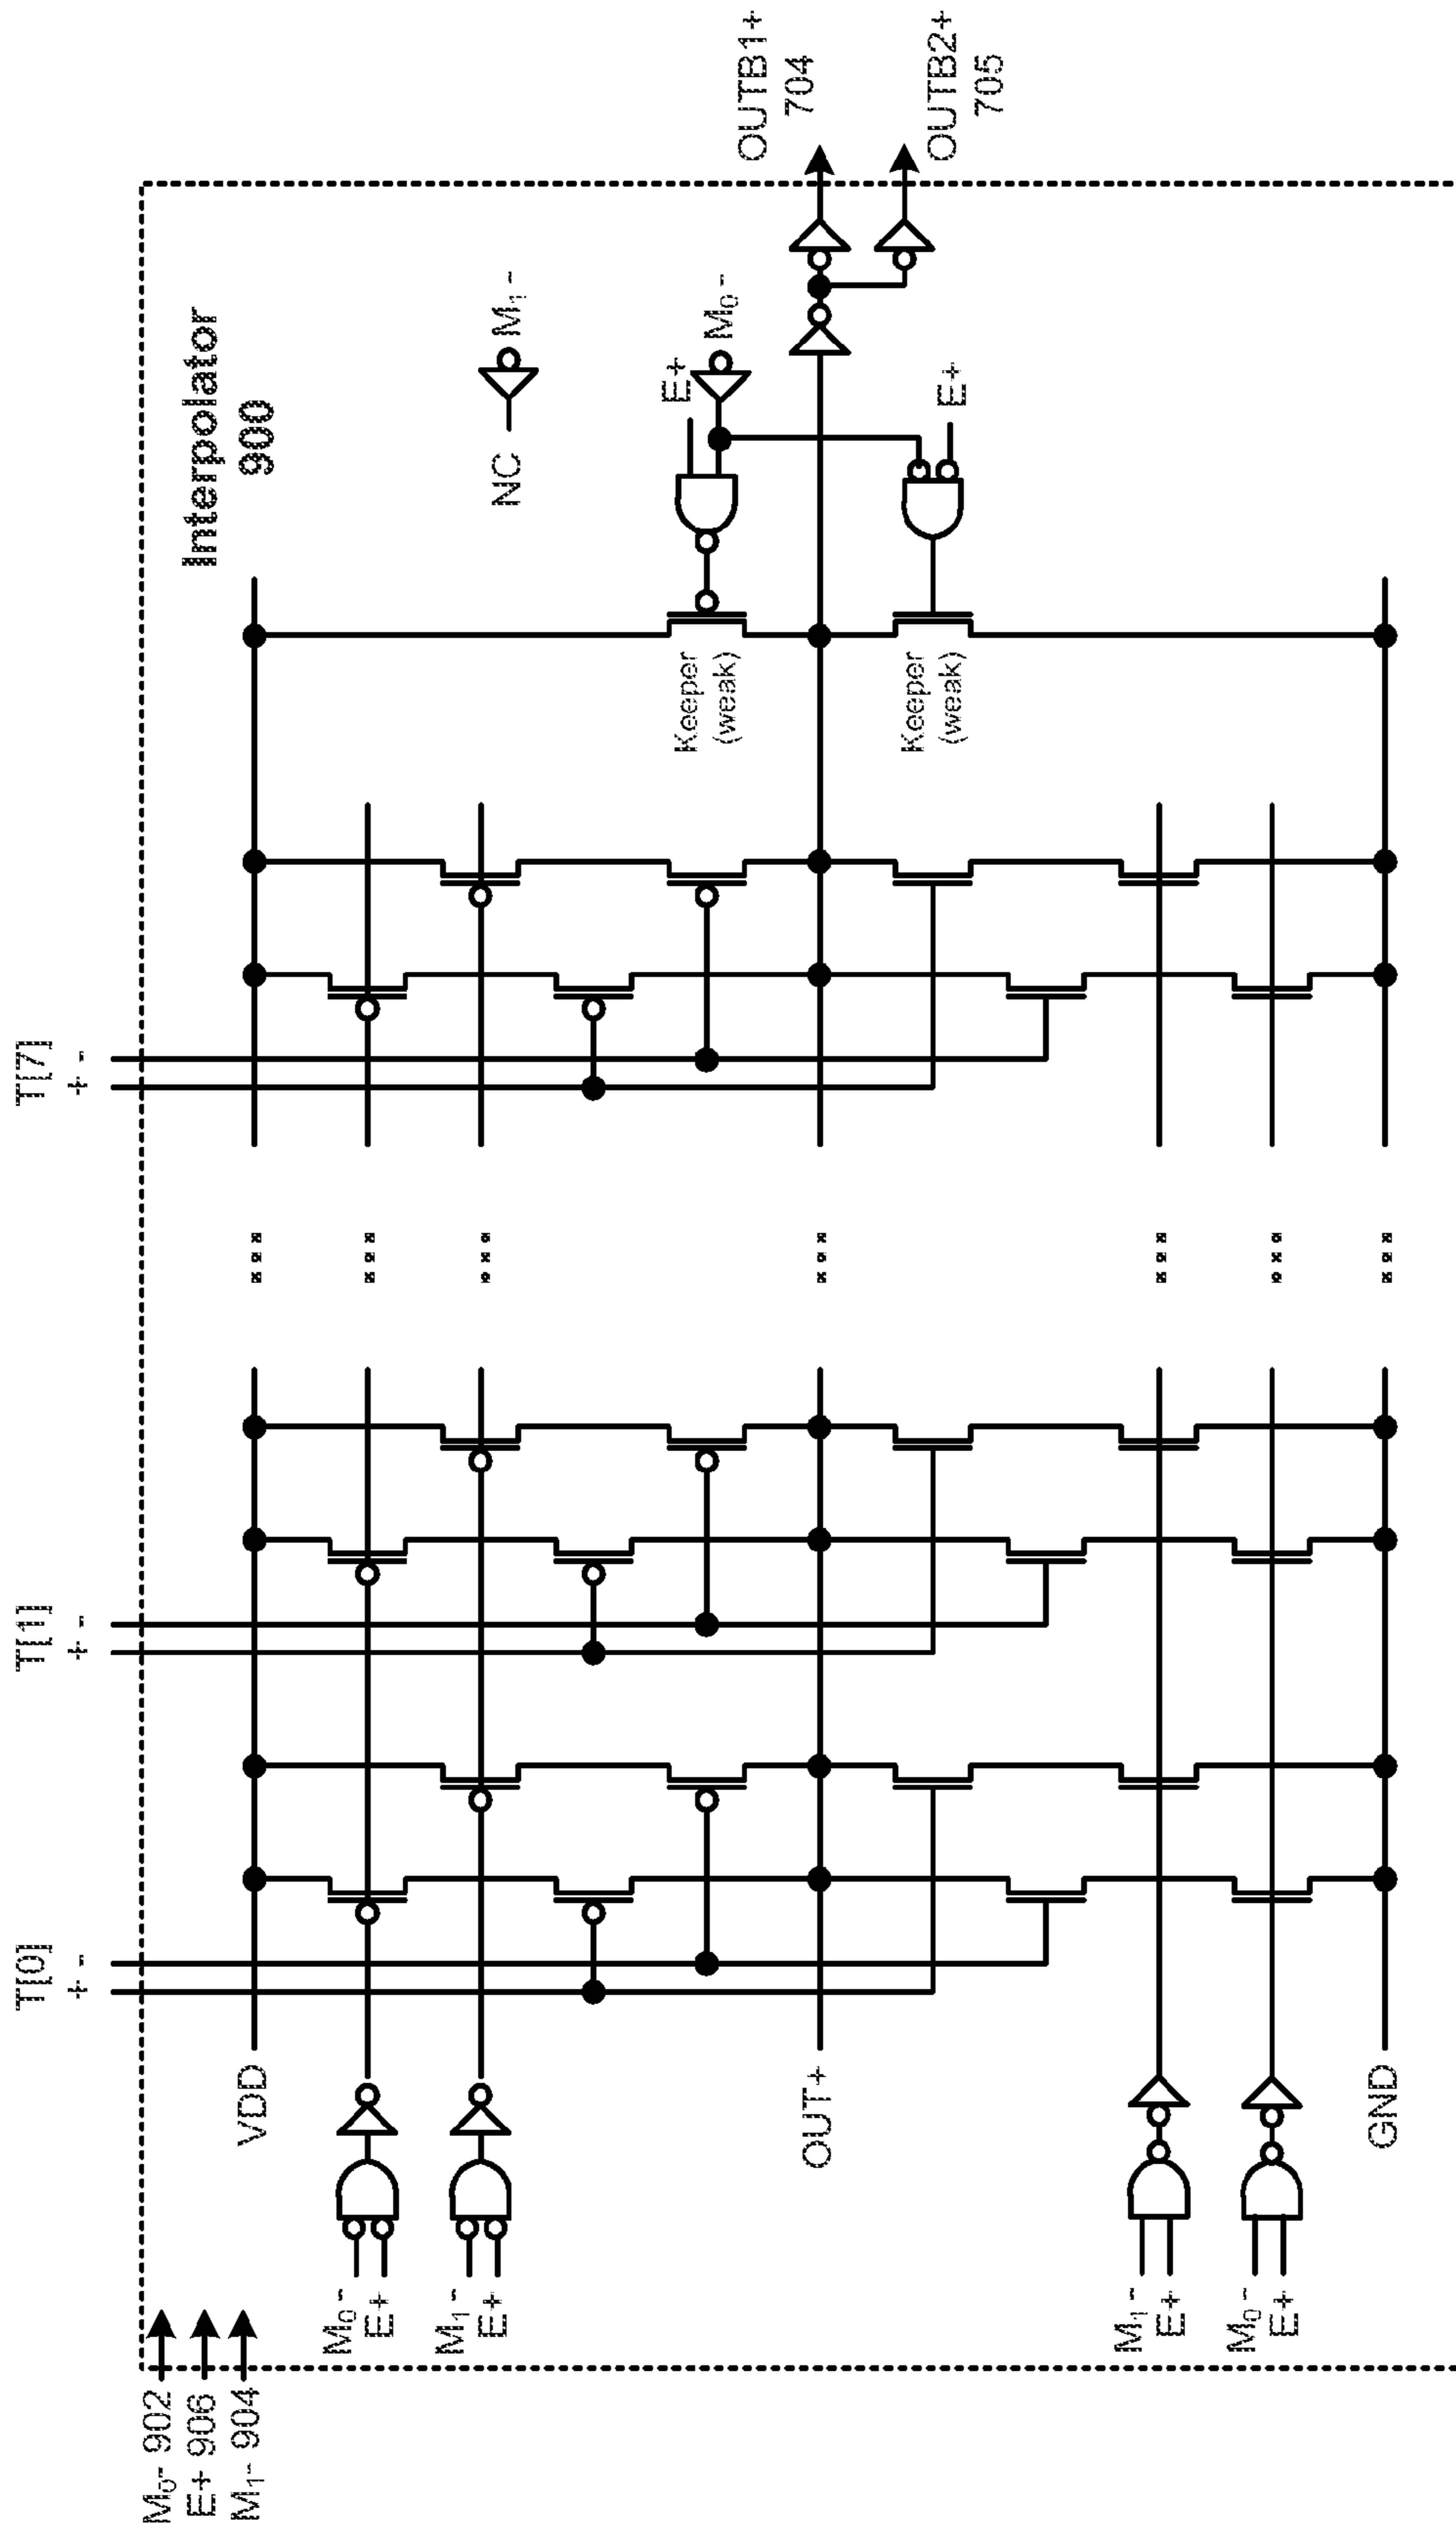 Interpolator
900
T[0]
+ -
T[1]
+ -
T[7]
+ -
M₀- 902
E+ 906
M₁- 904
VDD
M₀-
E+
M₁-
E+
OUT+
M₁-
E+
M₀-
E+
GND
NC
M₁-
E+
M₀-
E+
Keeper
(weak)
Keeper
(weak)
OUTB1+
704
OUTB2+
705